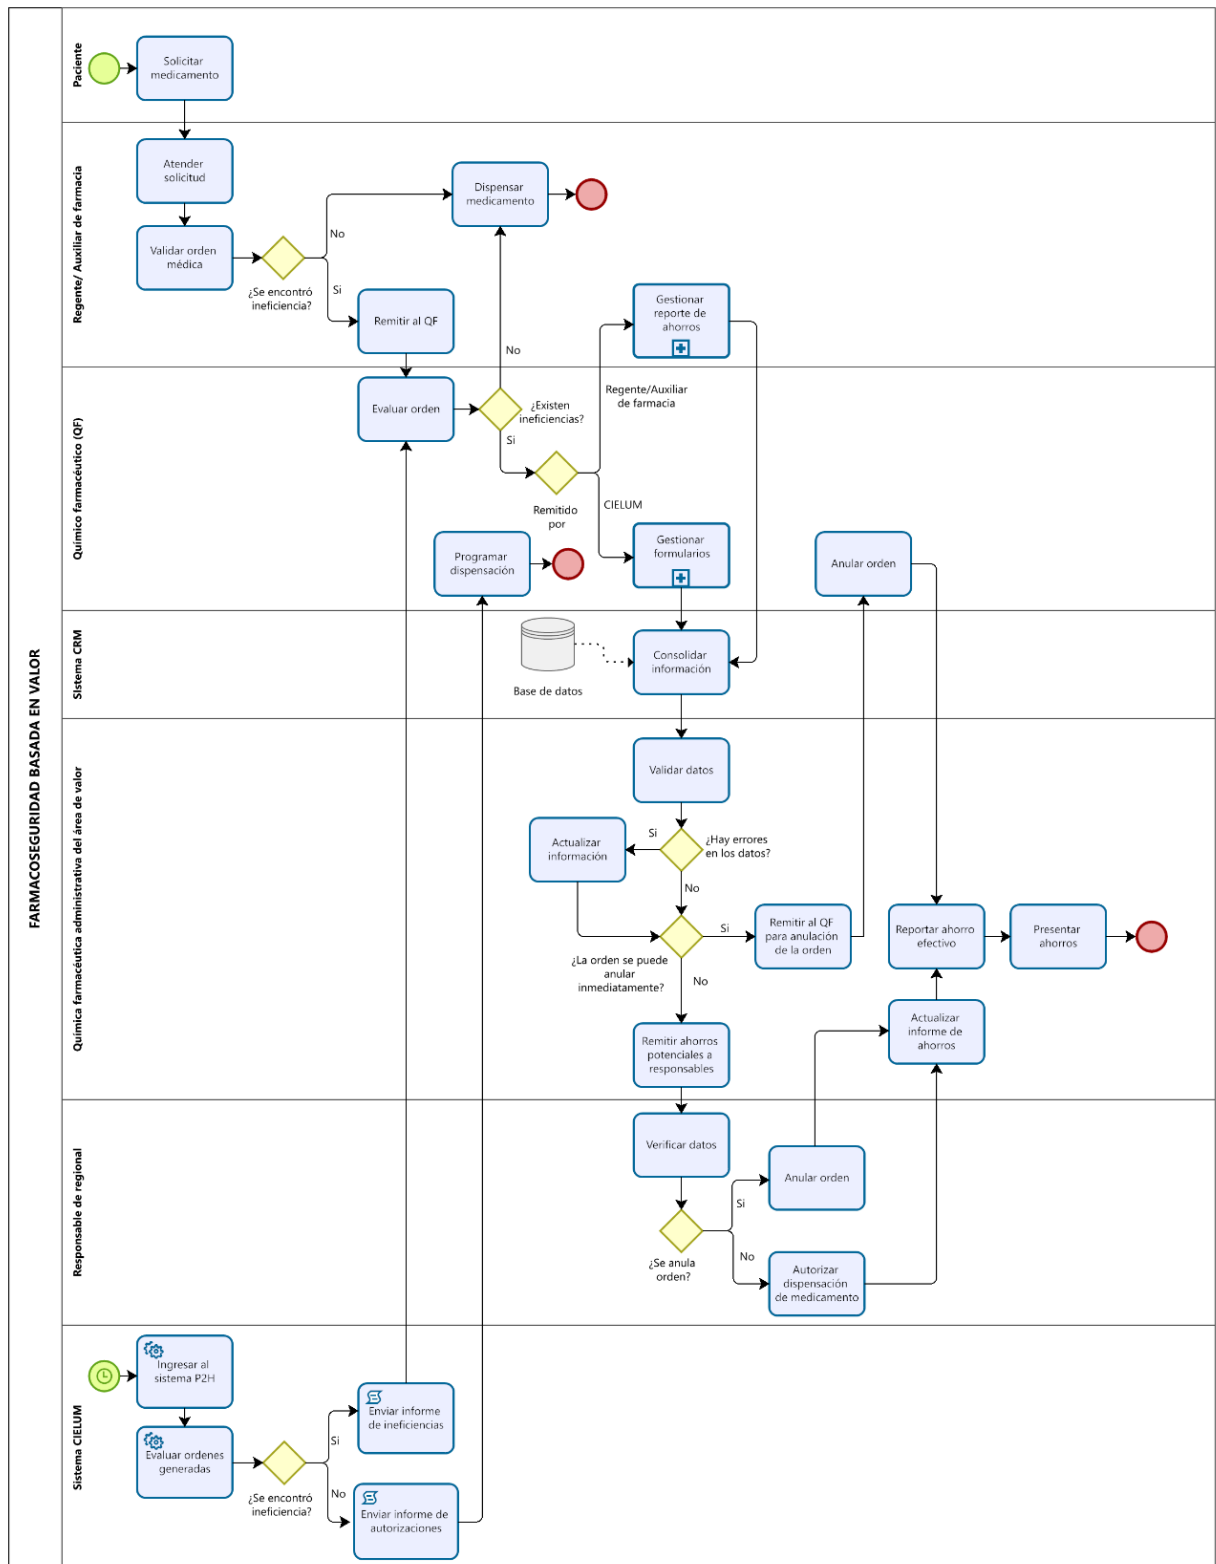 FARMACOSEGURIDAD BASADA EN VALOR
Paciente
Solicitar
medicamento
Regente/ Auxiliar de farmacia
Atender
solicitud
Validar orden
médica
¿Se encontró
ineficiencia?
No
Si
Dispensar
medicamento
Remitir al QF
Gestionar
reporte de
ahorros
No
Químico farmacéutico (QF)
Evaluar orden
¿Existen
ineficiencias?
Si
Regente/Auxiliar
de farmacia
Remitido
por
CIELUM
Programar
dispensación
Gestionar
formularios
Anular orden
SIstema CRM
Base de datos
Consolidar
información
Química farmacéutica administrativa del área de valor
Validar datos
¿Hay errores
en los datos?
Si
Actualizar
información
No
¿La orden se puede
anular
inmediatamente?
Si
Remitir al QF
para anulación
de la orden
Reportar ahorro
efectivo
Presentar
ahorros
No
Remitir ahorros
potenciales a
responsables
Actualizar
informe de
ahorros
Responsable de regional
Verificar datos
¿Se anula
orden?
Si
Anular orden
No
Autorizar
dispensación
de medicamento
Sistema CIELUM
Ingresar al
sistema P2H
Evaluar ordenes
generadas
¿Se encontró
ineficiencia?
Si
Enviar informe
de ineficiencias
No
Enviar informe de
autorizaciones